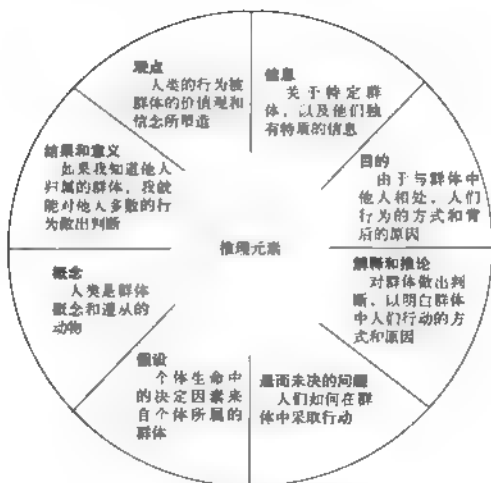 观点
人类的行为被
群体的价值观和
信念所塑造
信息
关于特定群
体，以及他们独
有特质的信息
目的
由于与群体中
他人相处，人们
行为的方式和背
后的原因
解释和推论
对群体做出判
断，以明白群体
中人们行动的方
式和原因
悬而未决的问题
人们如何在群
体中采取行动
假设
个体生命中
的决定因素来
自个体所属的
群体
概念
人类是群体
概念和遵从的
动物
结果和意义
如果我知道他人
归属的群体，我就
能对他人多数的行
为做出判断
推理元素